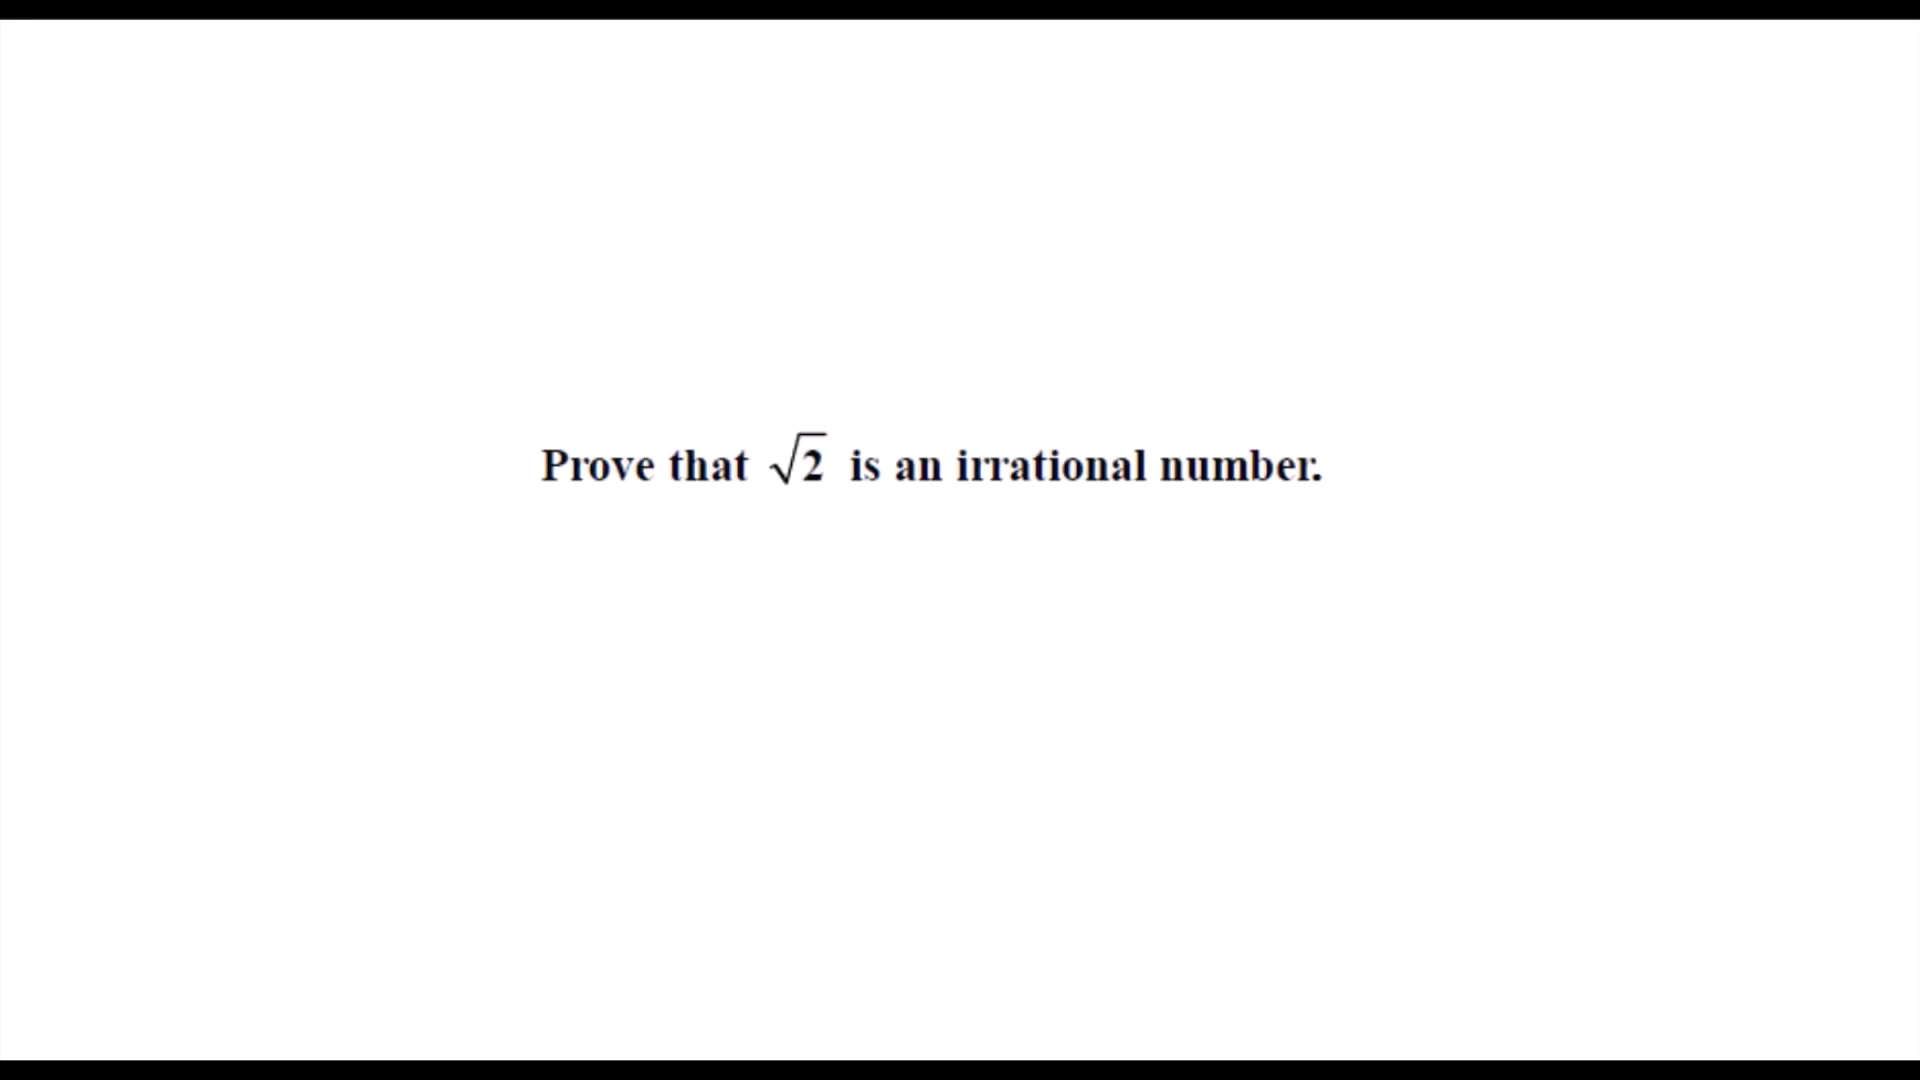 Prove that √2 is an irrational number.